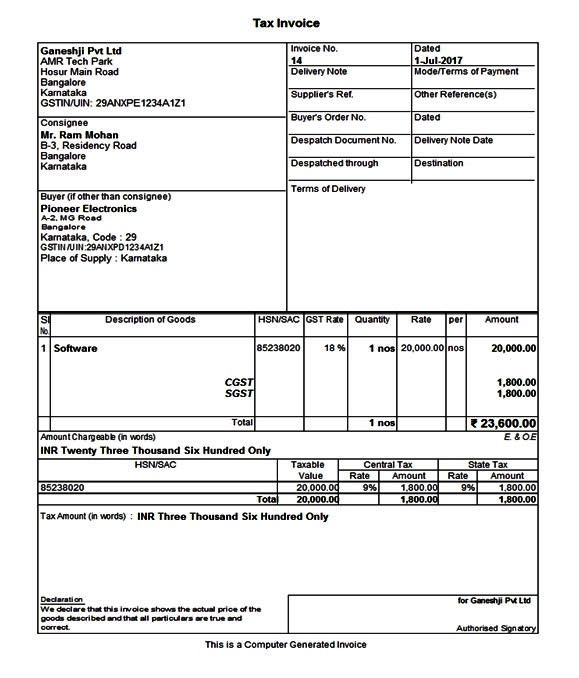 Tax Invoice
Ganeshji Pvt Ltd
AMR Tech Park
Hosur Main Road
Bangalore
Karnataka
GSTIN/UIN: 29ANXPE1234A1Z1
Invoice No.
14
Dated
1-Jul-2017
Delivery Note
Mode/Terms of Payment
Supplier's Ref.
Other Reference(s)
Consignee
Mr. Ram Mohan
B-3, Residency Road
Bangalore
Karnataka
Buyer's Order No.
Dated
Despatch Document No.
Delivery Note Date
Despatched through
Destination
Buyer (if other than consignee)
Pioneer Electronics
A-2, MG Road
Bangalore
Karnataka, Code : 29
GSTIN/UIN:29ANXPD1234A1Z1
Place of Supply : Karnataka
Terms of Delivery
Sl No. Description of Goods HSN/SAC GST Rate Quantity Rate per Amount
1 Software 85238020 18 % 1 nos 20,000.00 nos 20,000.00
CGST 1,800.00
SGST 1,800.00
Total 1 nos ₹ 23,600.00
Amount Chargeable (in words) E. & O.E
INR Twenty Three Thousand Six Hundred Only
HSN/SAC Taxable Value Central Tax State Tax
Rate Amount Rate Amount
85238020 20,000.00 9% 1,800.00 9% 1,800.00
Total 20,000.00 1,800.00 1,800.00
Tax Amount (in words) : INR Three Thousand Six Hundred Only
Declaration
We declare that this invoice shows the actual price of the
goods described and that all particulars are true and
correct.
for Ganeshji Pvt Ltd
Authorised Signatory
This is a Computer Generated Invoice